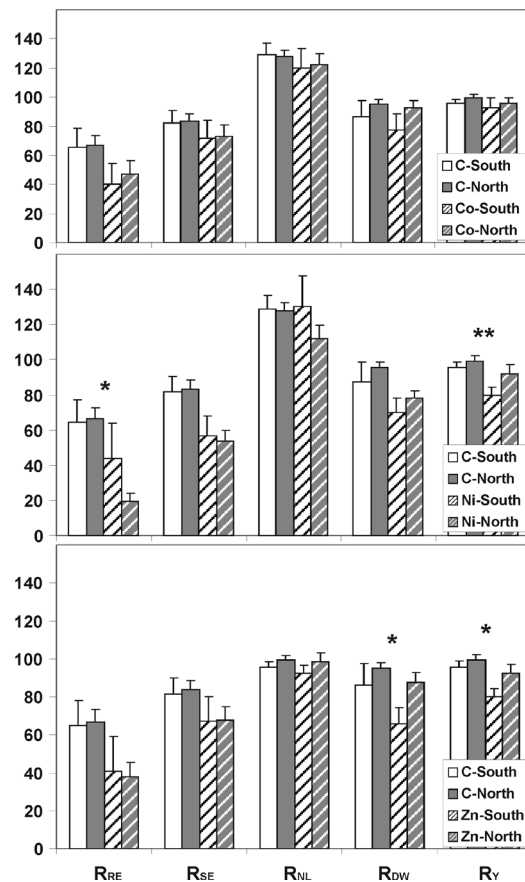 140
120
100
80
60
40
20
0
C-South
C-North
Co-South
Co-North
140
120
100
80
60
40
20
0
*
**
C-South
C-North
Ni-South
Ni-North
140
120
100
80
60
40
20
0
*
*
C-South
C-North
Zn-South
Zn-North
RRE RSE RNL RDW RY